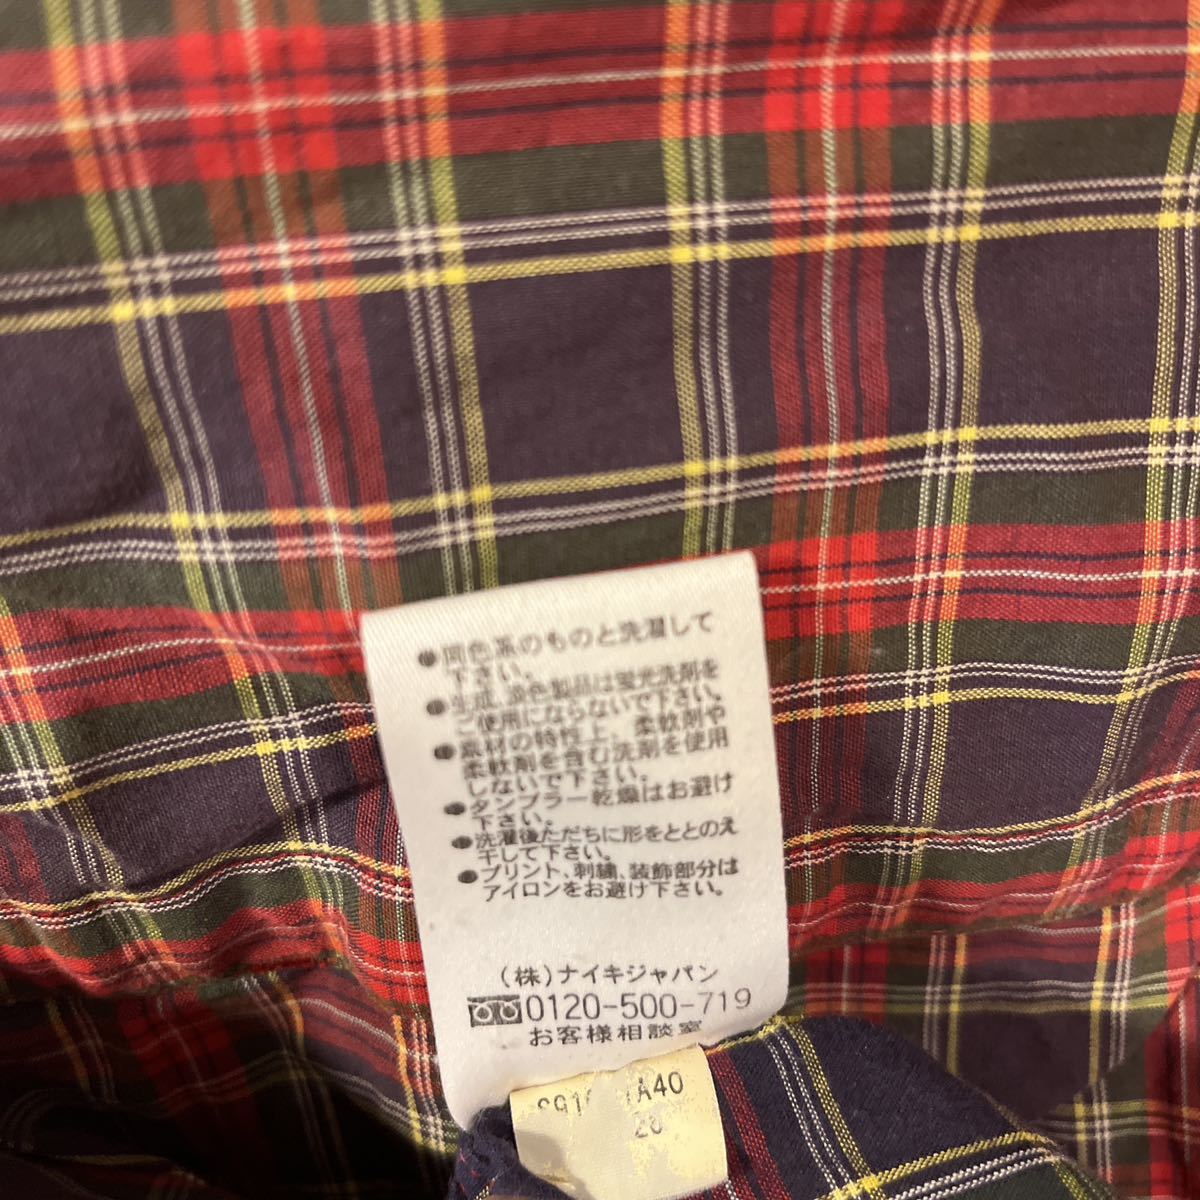 ●同色系のものと洗濯して
下さい。
●生成、染色製品は蛍光洗剤を
ご使用にならないで下さい。
●素材の特性上、柔軟剤や
柔軟剤を含む洗剤を使用
しないで下さい。
●タンブラー乾燥はお避け
下さい。
●洗濯後ただちに形をととのえ
干して下さい。
●プリント、刺繍、装飾部分は
アイロンをお避け下さい。
(株)ナイキジャパン
0120-500-719
お客様相談室
A40